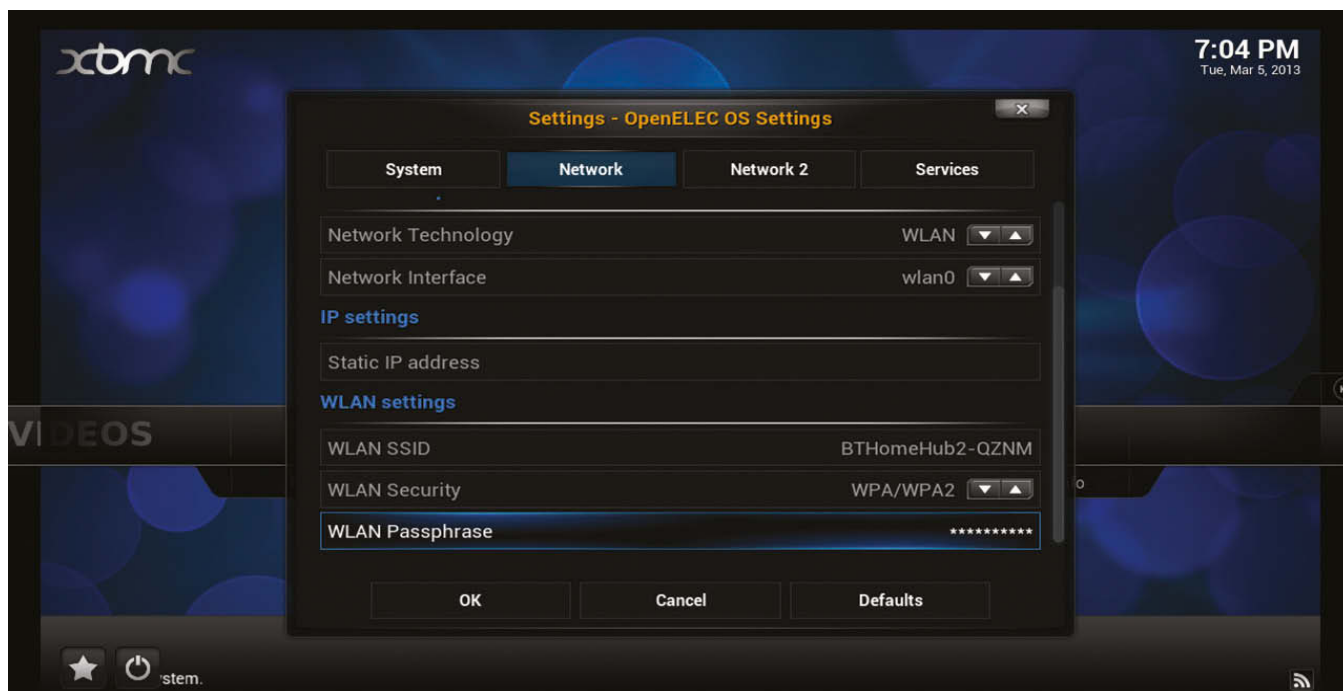 xbmc
7:04 PM
Tue, Mar 5, 2013
Settings - OpenELEC OS Settings
System Network Network 2 Services
Network Technology WLAN
Network Interface wlan0
IP settings
Static IP address
WLAN settings
VIDEOS
WLAN SSID BTHomeHub2-QZNM
WLAN Security WPA/WPA2
WLAN Passphrase **********
OK Cancel Defaults
ystem.